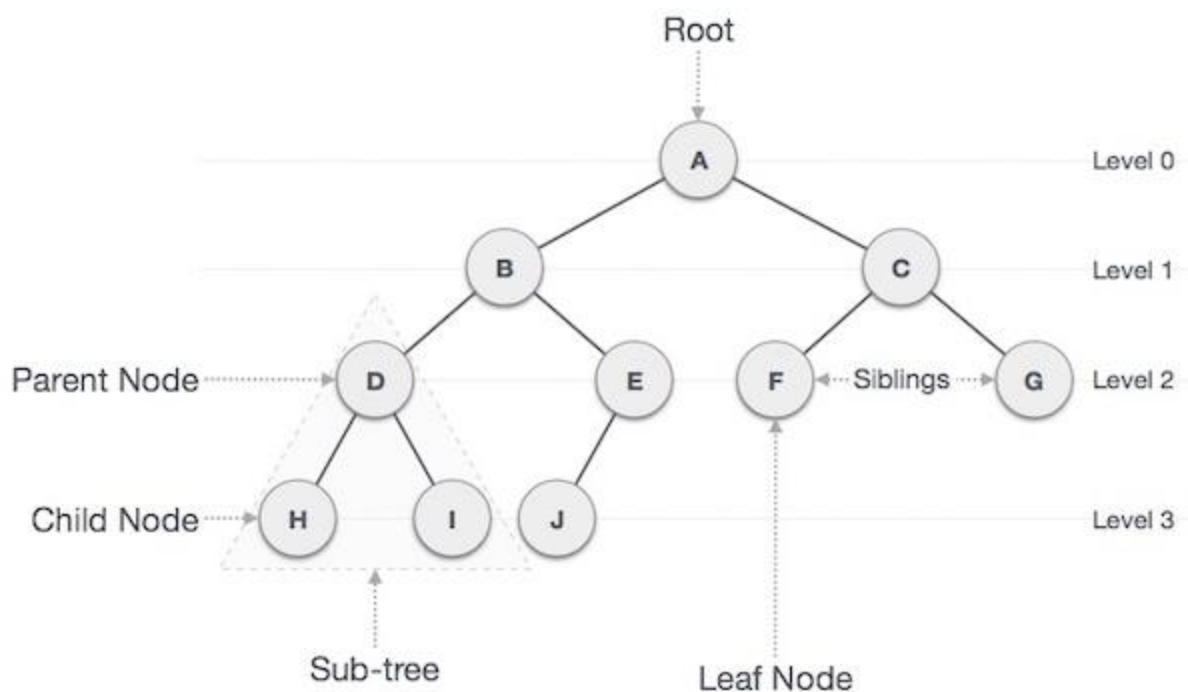 Root
A
Level 0
B
C
Level 1
Parent Node
D
E
F
Siblings
G
Level 2
Child Node
H
I
J
Level 3
Sub-tree
Leaf Node